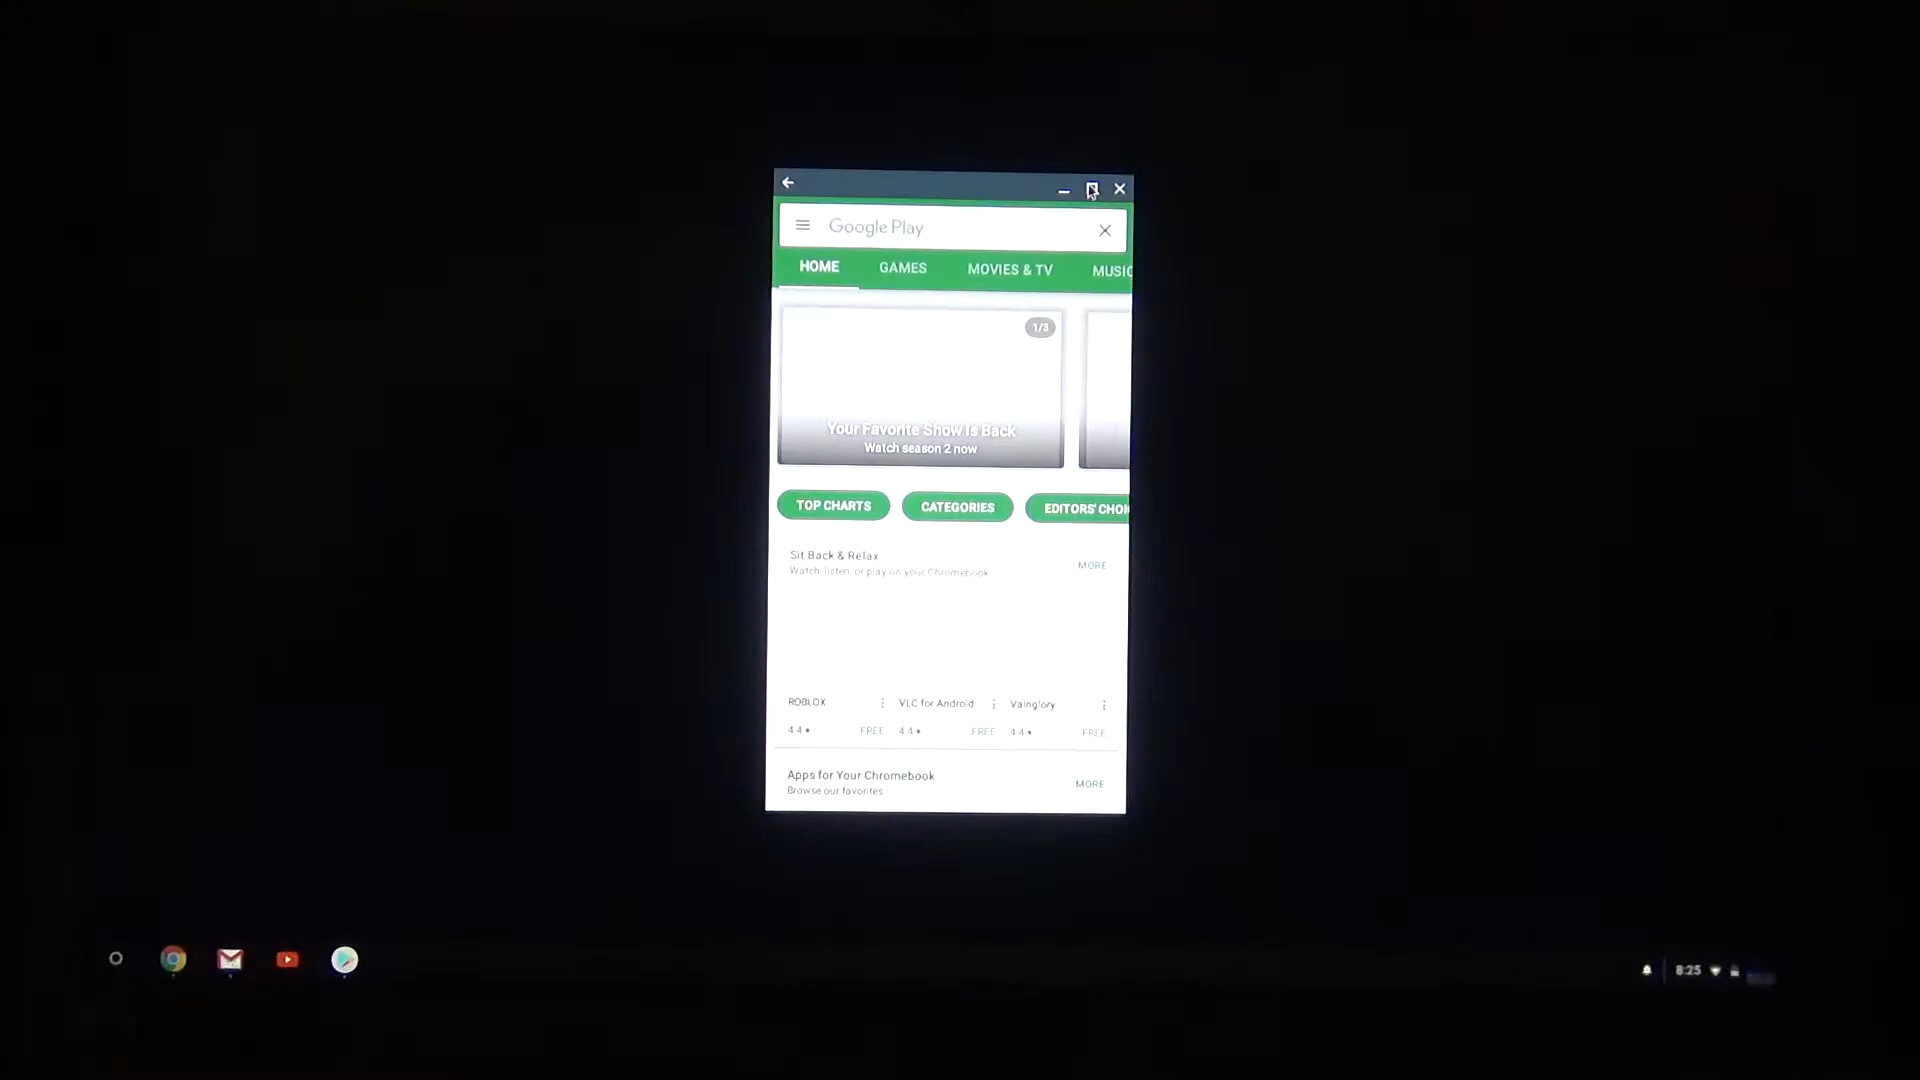 Google Play
HOME GAMES MOVIES & TV MUSIC
1/3
Your Favorite Show Is Back
Watch season 2 now
TOP CHARTS CATEGORIES EDITORS' CHOI
Sit Back & Relax
MORE
Watch, listen, or play on your Chromebook
ROBLOX VLC for Android Vainglory
4.4 FREE 4.4 FREE 4.4 FREE
Apps for Your Chromebook
MORE
Browse our favorites
8:25